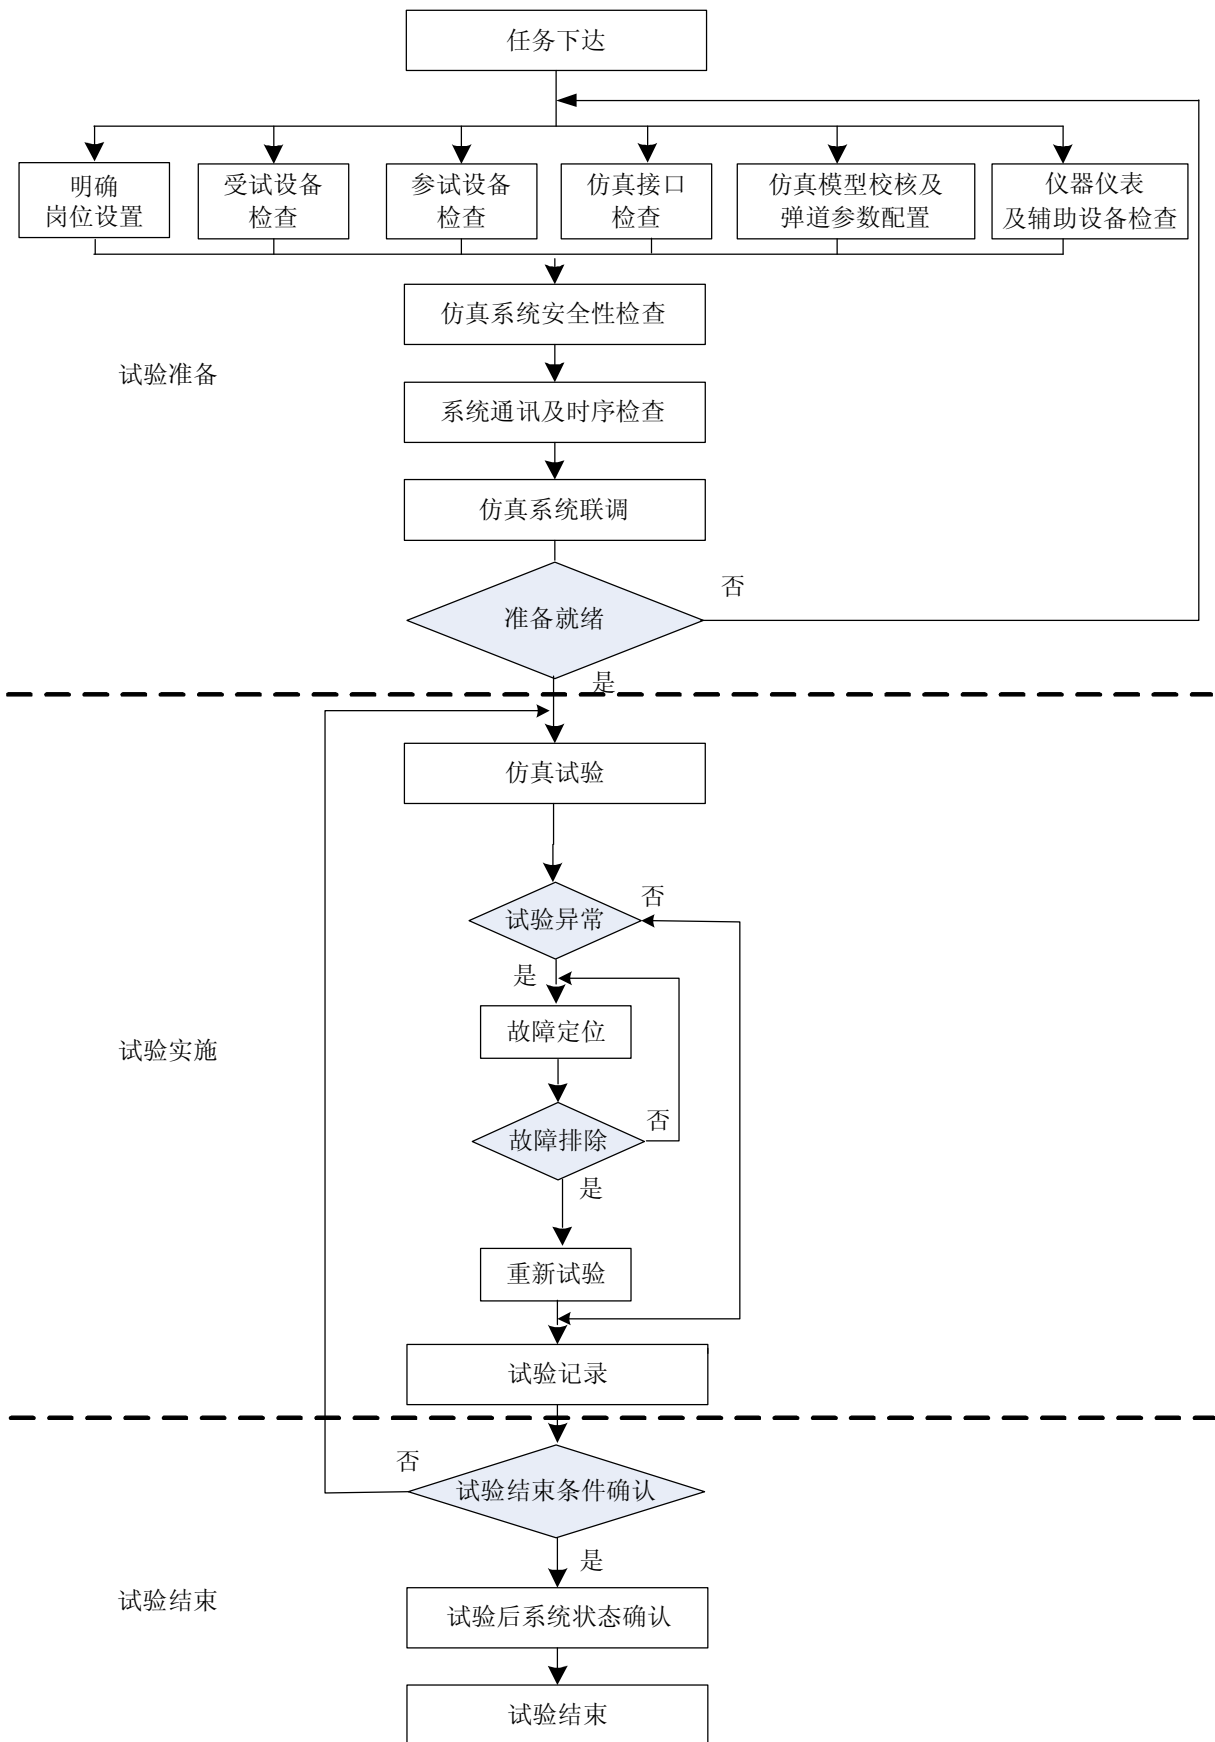 任务下达
明确
岗位设置
受试设备
检查
参试设备
检查
仿真接口
检查
仿真模型校核及
弹道参数配置
仪器仪表
及辅助设备检查
仿真系统安全性检查
试验准备
系统通讯及时序检查
仿真系统联调
否
准备就绪
是
仿真试验
否
试验异常
是
故障定位
试验实施
否
故障排除
是
重新试验
试验记录
否
试验结束条件确认
是
试验结束
试验后系统状态确认
试验结束